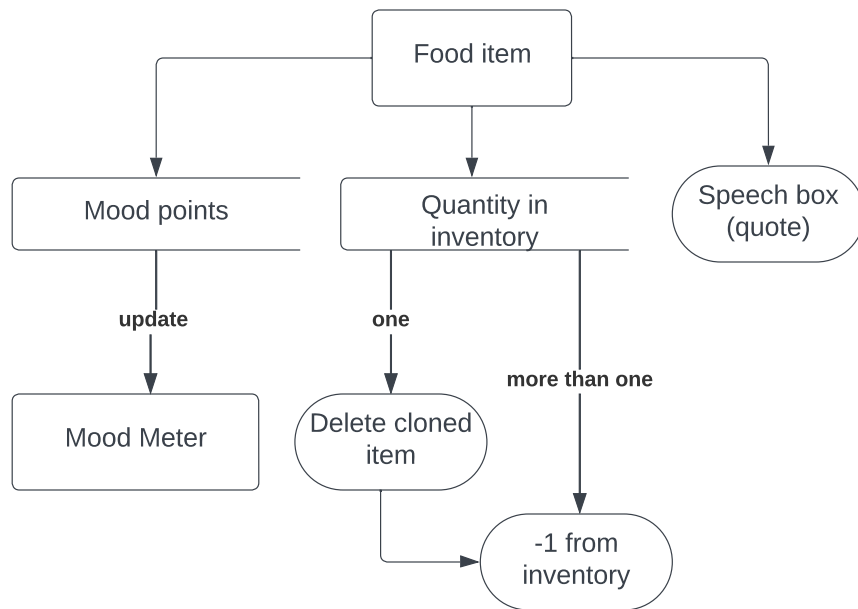 Food item
Mood points
Quantity in
inventory
Speech box
(quote)
update
one
more than one
Mood Meter
Delete cloned
item
-1 from
inventory